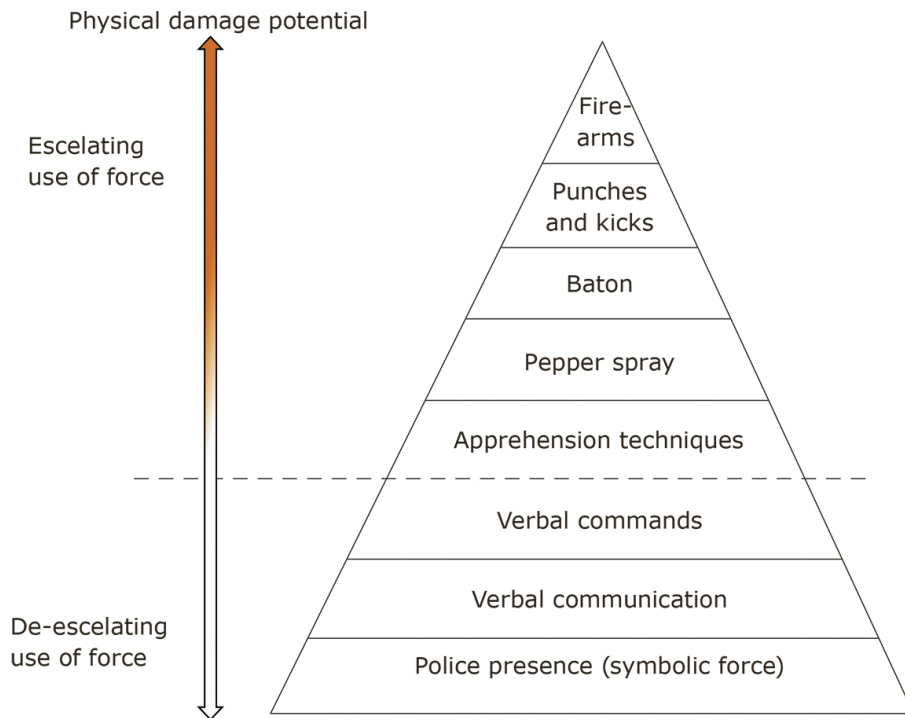 Physical damage potential
Escelating
use of force
De-escelating
use of force
Fire-
arms
Punches
and kicks
Baton
Pepper spray
Apprehension techniques
Verbal commands
Verbal communication
Police presence (symbolic force)